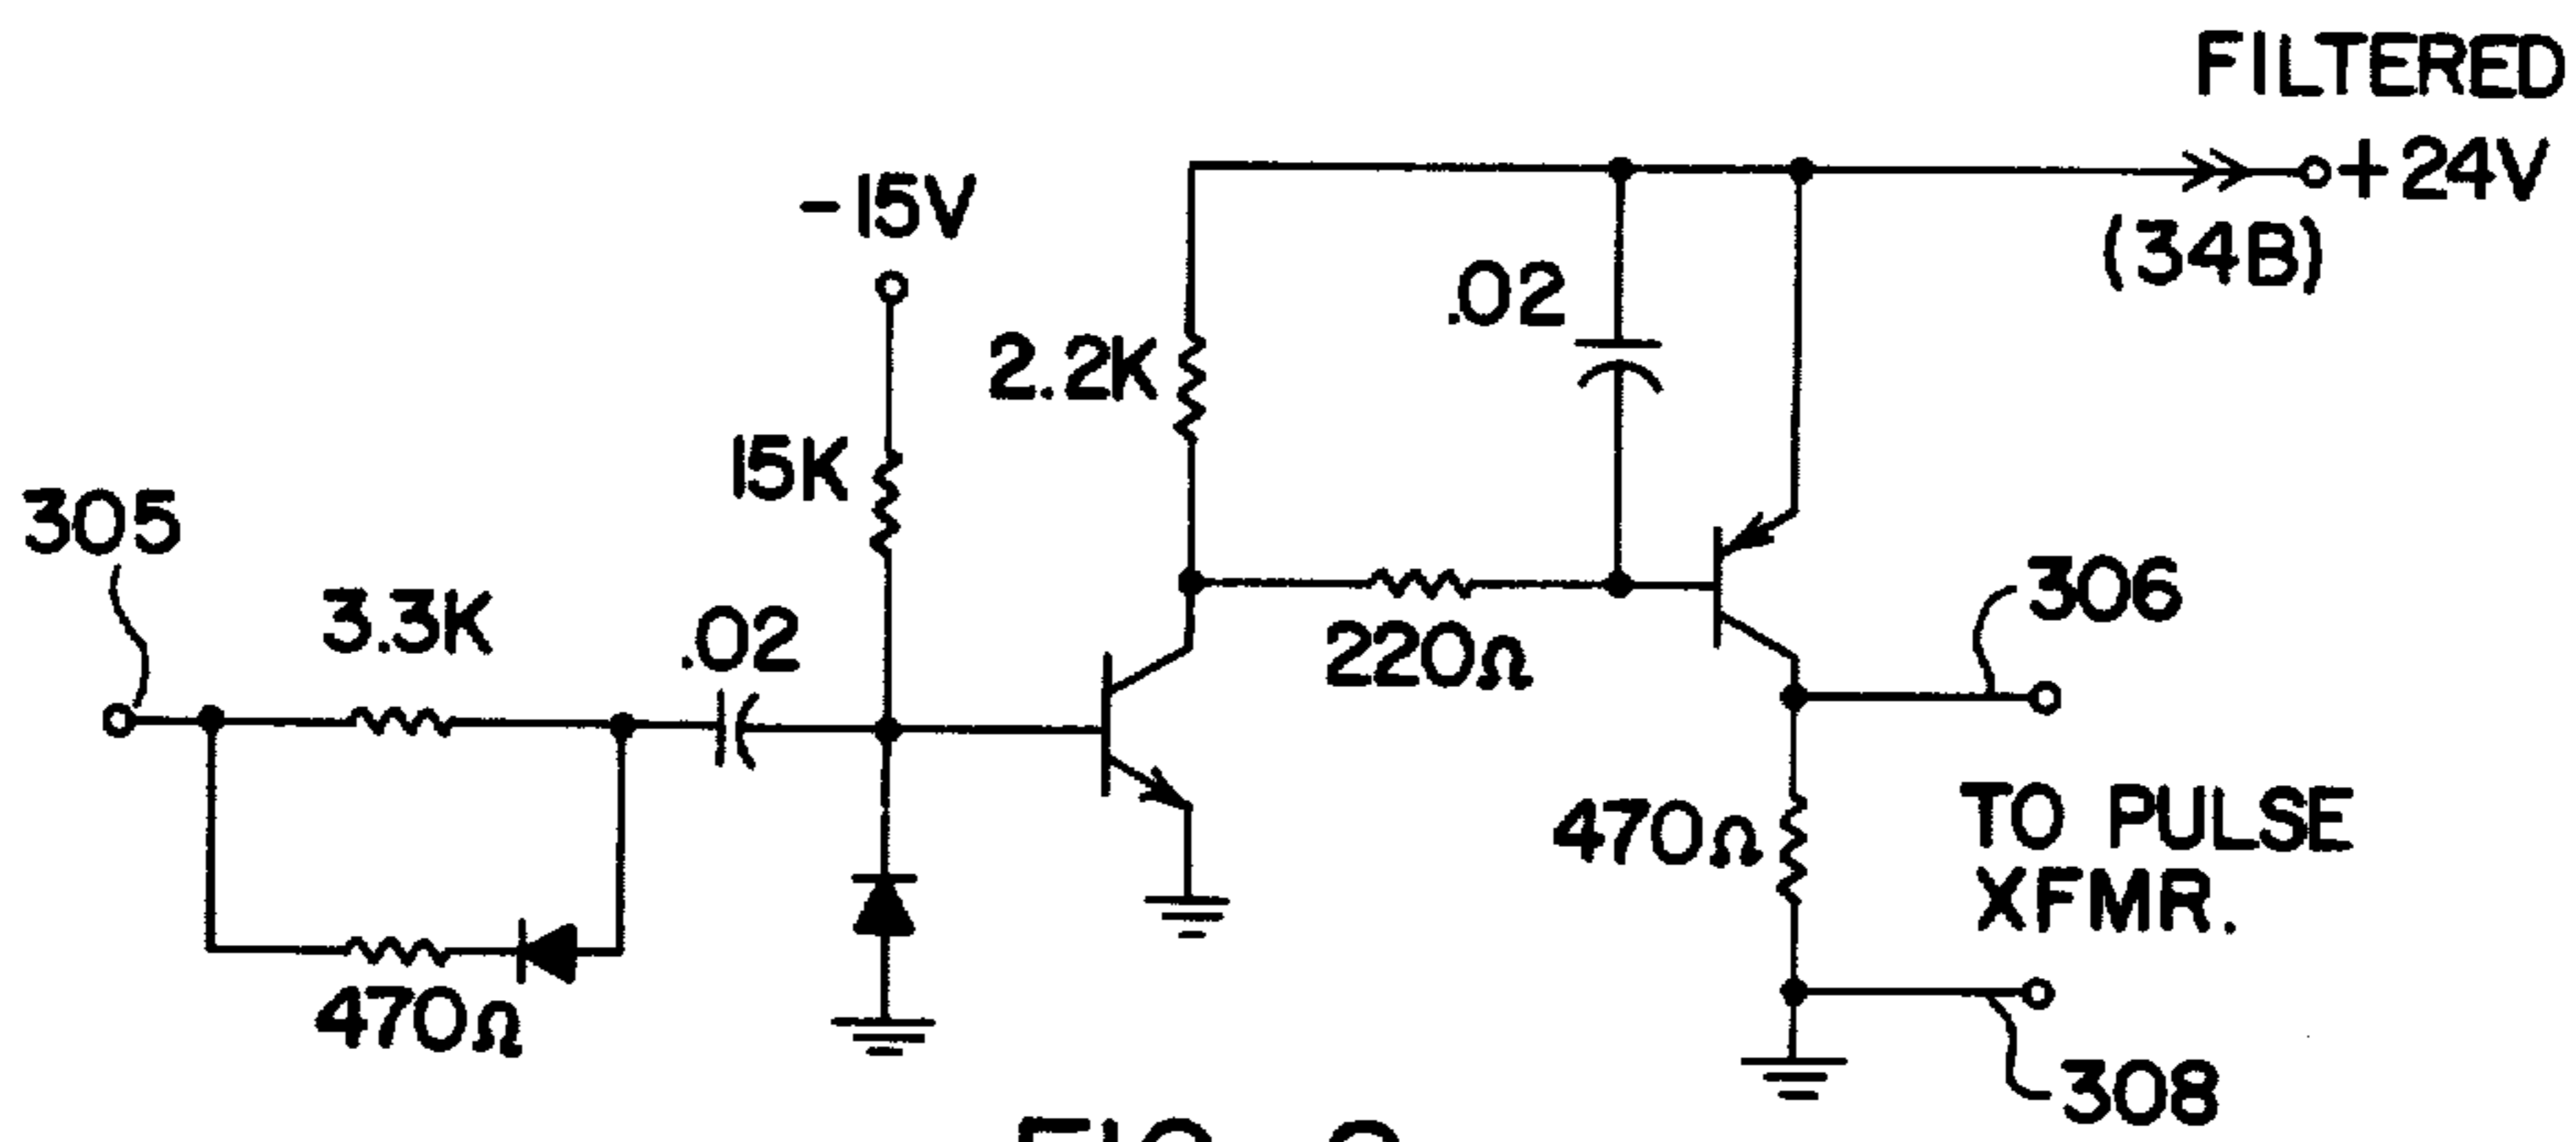 FILTERED
+24V
(34B)
-15V
.02
2.2K
15K
305
3.3K
.02
220Ω
306
470Ω
TO PULSE
XFMR.
470Ω
308